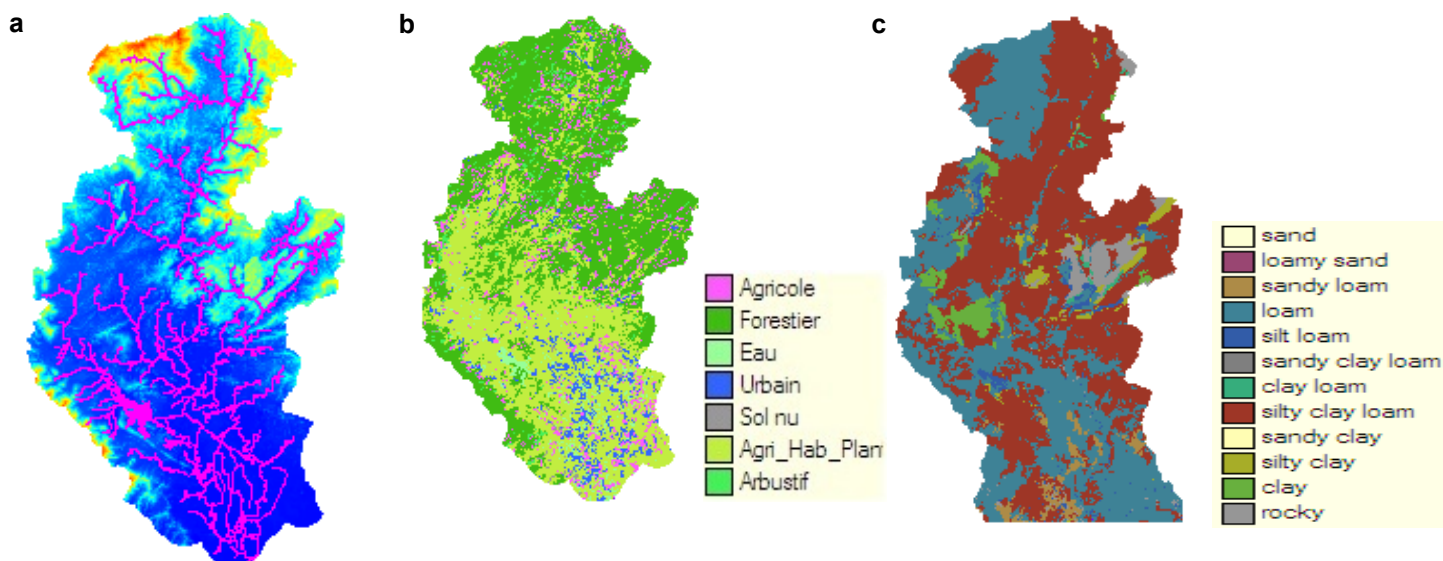 a
b
c
Agricole
Forestier
Eau
Urbain
Sol nu
Agri_Hab_Plan
Arbustif
sand
loamy sand
sandy loam
loam
silt loam
sandy clay loam
clay loam
silty clay loam
sandy clay
silty clay
clay
rocky